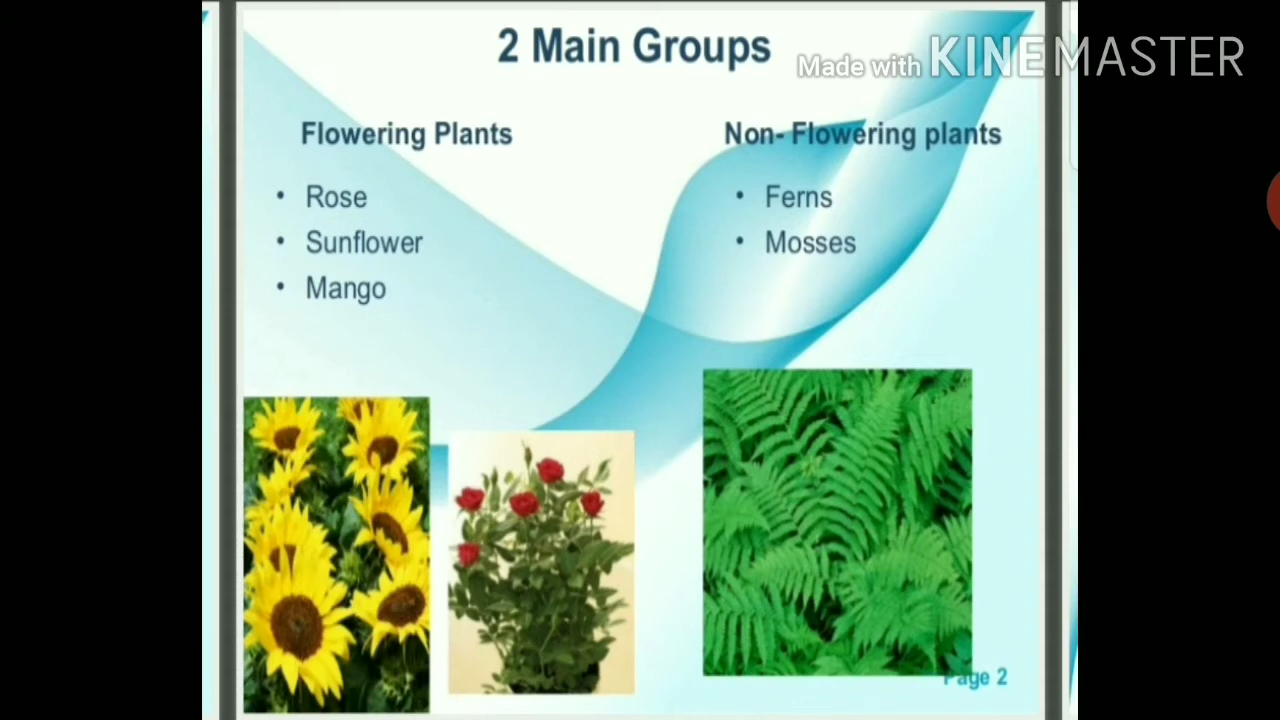 2 Main Groups
Made with KINEMASTER
Flowering Plants
Non- Flowering plants
• Rose
• Sunflower
• Mango
• Ferns
• Mosses
Page 2